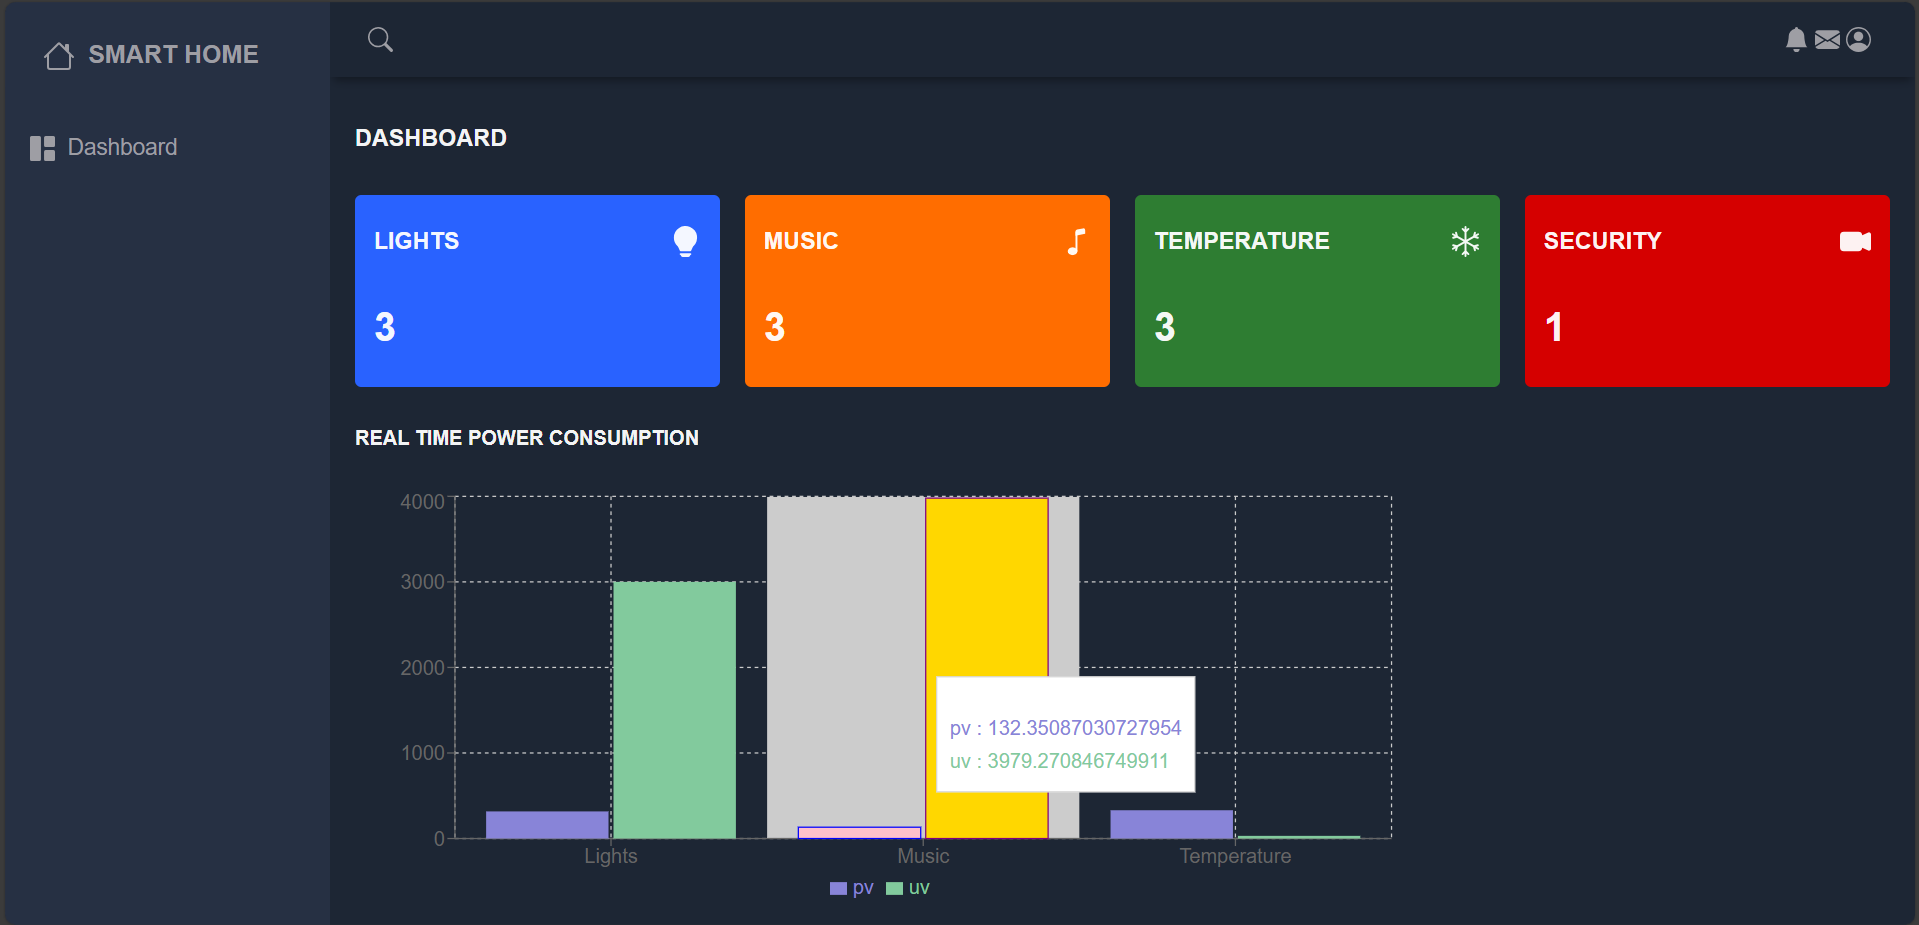 SMART HOME
Dashboard
DASHBOARD
LIGHTS
3
MUSIC
3
TEMPERATURE
3
SECURITY
1
REAL TIME POWER CONSUMPTION
4000
3000
2000
1000
0
pv : 132.35087030727954
uv : 3979.270846749911
Lights
Music
Temperature
pv
uv